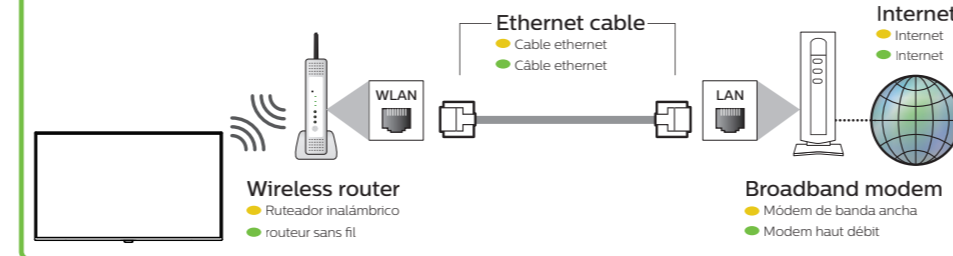 Ethernet cable
Cable ethernet
Câble ethernet
Internet
Internet
Internet
WLAN
LAN
Wireless router
Ruteador inalámbrico
routeur sans fil
Broadband modem
Módem de banda ancha
Modem haut débit